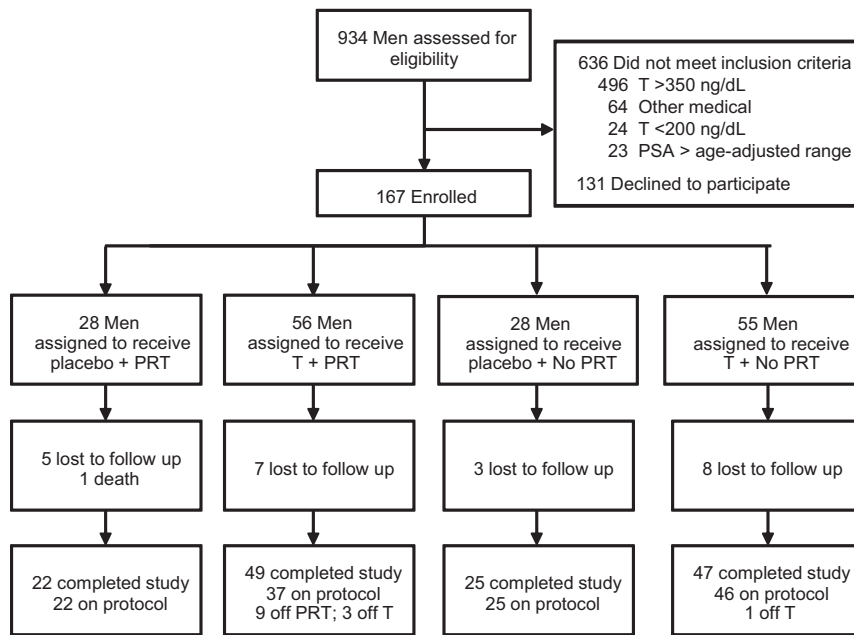 934 Men assessed for
eligibility
636 Did not meet inclusion criteria
496 T >350 ng/dL
64 Other medical
24 T <200 ng/dL
23 PSA > age-adjusted range
131 Declined to participate
167 Enrolled
28 Men
assigned to receive
placebo + PRT
56 Men
assigned to receive
T + PRT
28 Men
assigned to receive
placebo + No PRT
55 Men
assigned to receive
T + No PRT
5 lost to follow up
1 death
7 lost to follow up
3 lost to follow up
8 lost to follow up
22 completed study
22 on protocol
49 completed study
37 on protocol
9 off PRT; 3 off T
25 completed study
25 on protocol
47 completed study
46 on protocol
1 off T